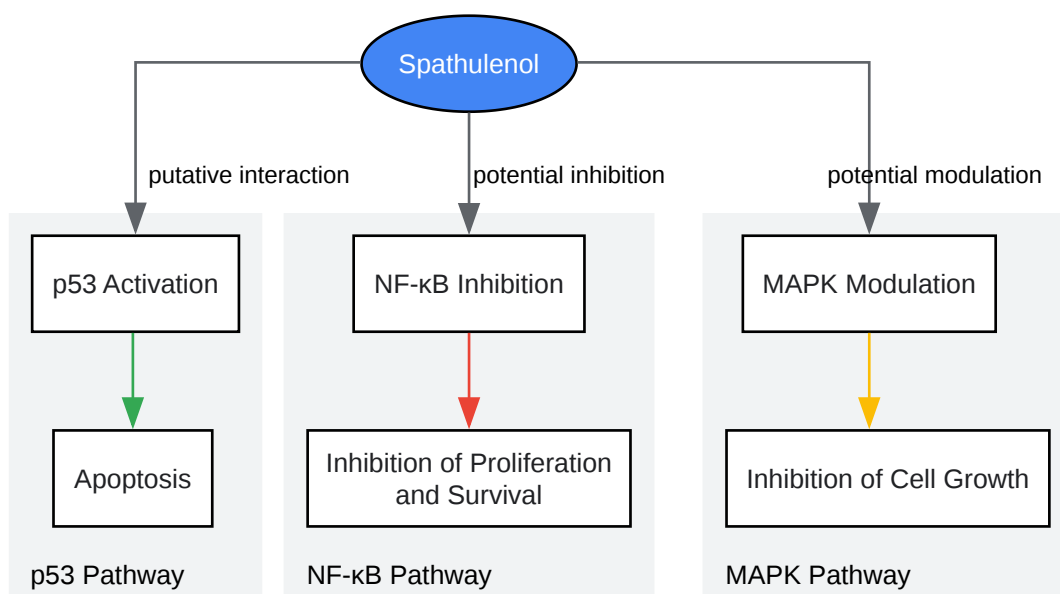 Spathulenol
putative interaction
potential inhibition
potential modulation
p53 Activation
NF-κB Inhibition
MAPK Modulation
Apoptosis
Inhibition of Proliferation
and Survival
Inhibition of Cell Growth
p53 Pathway
NF-κB Pathway
MAPK Pathway